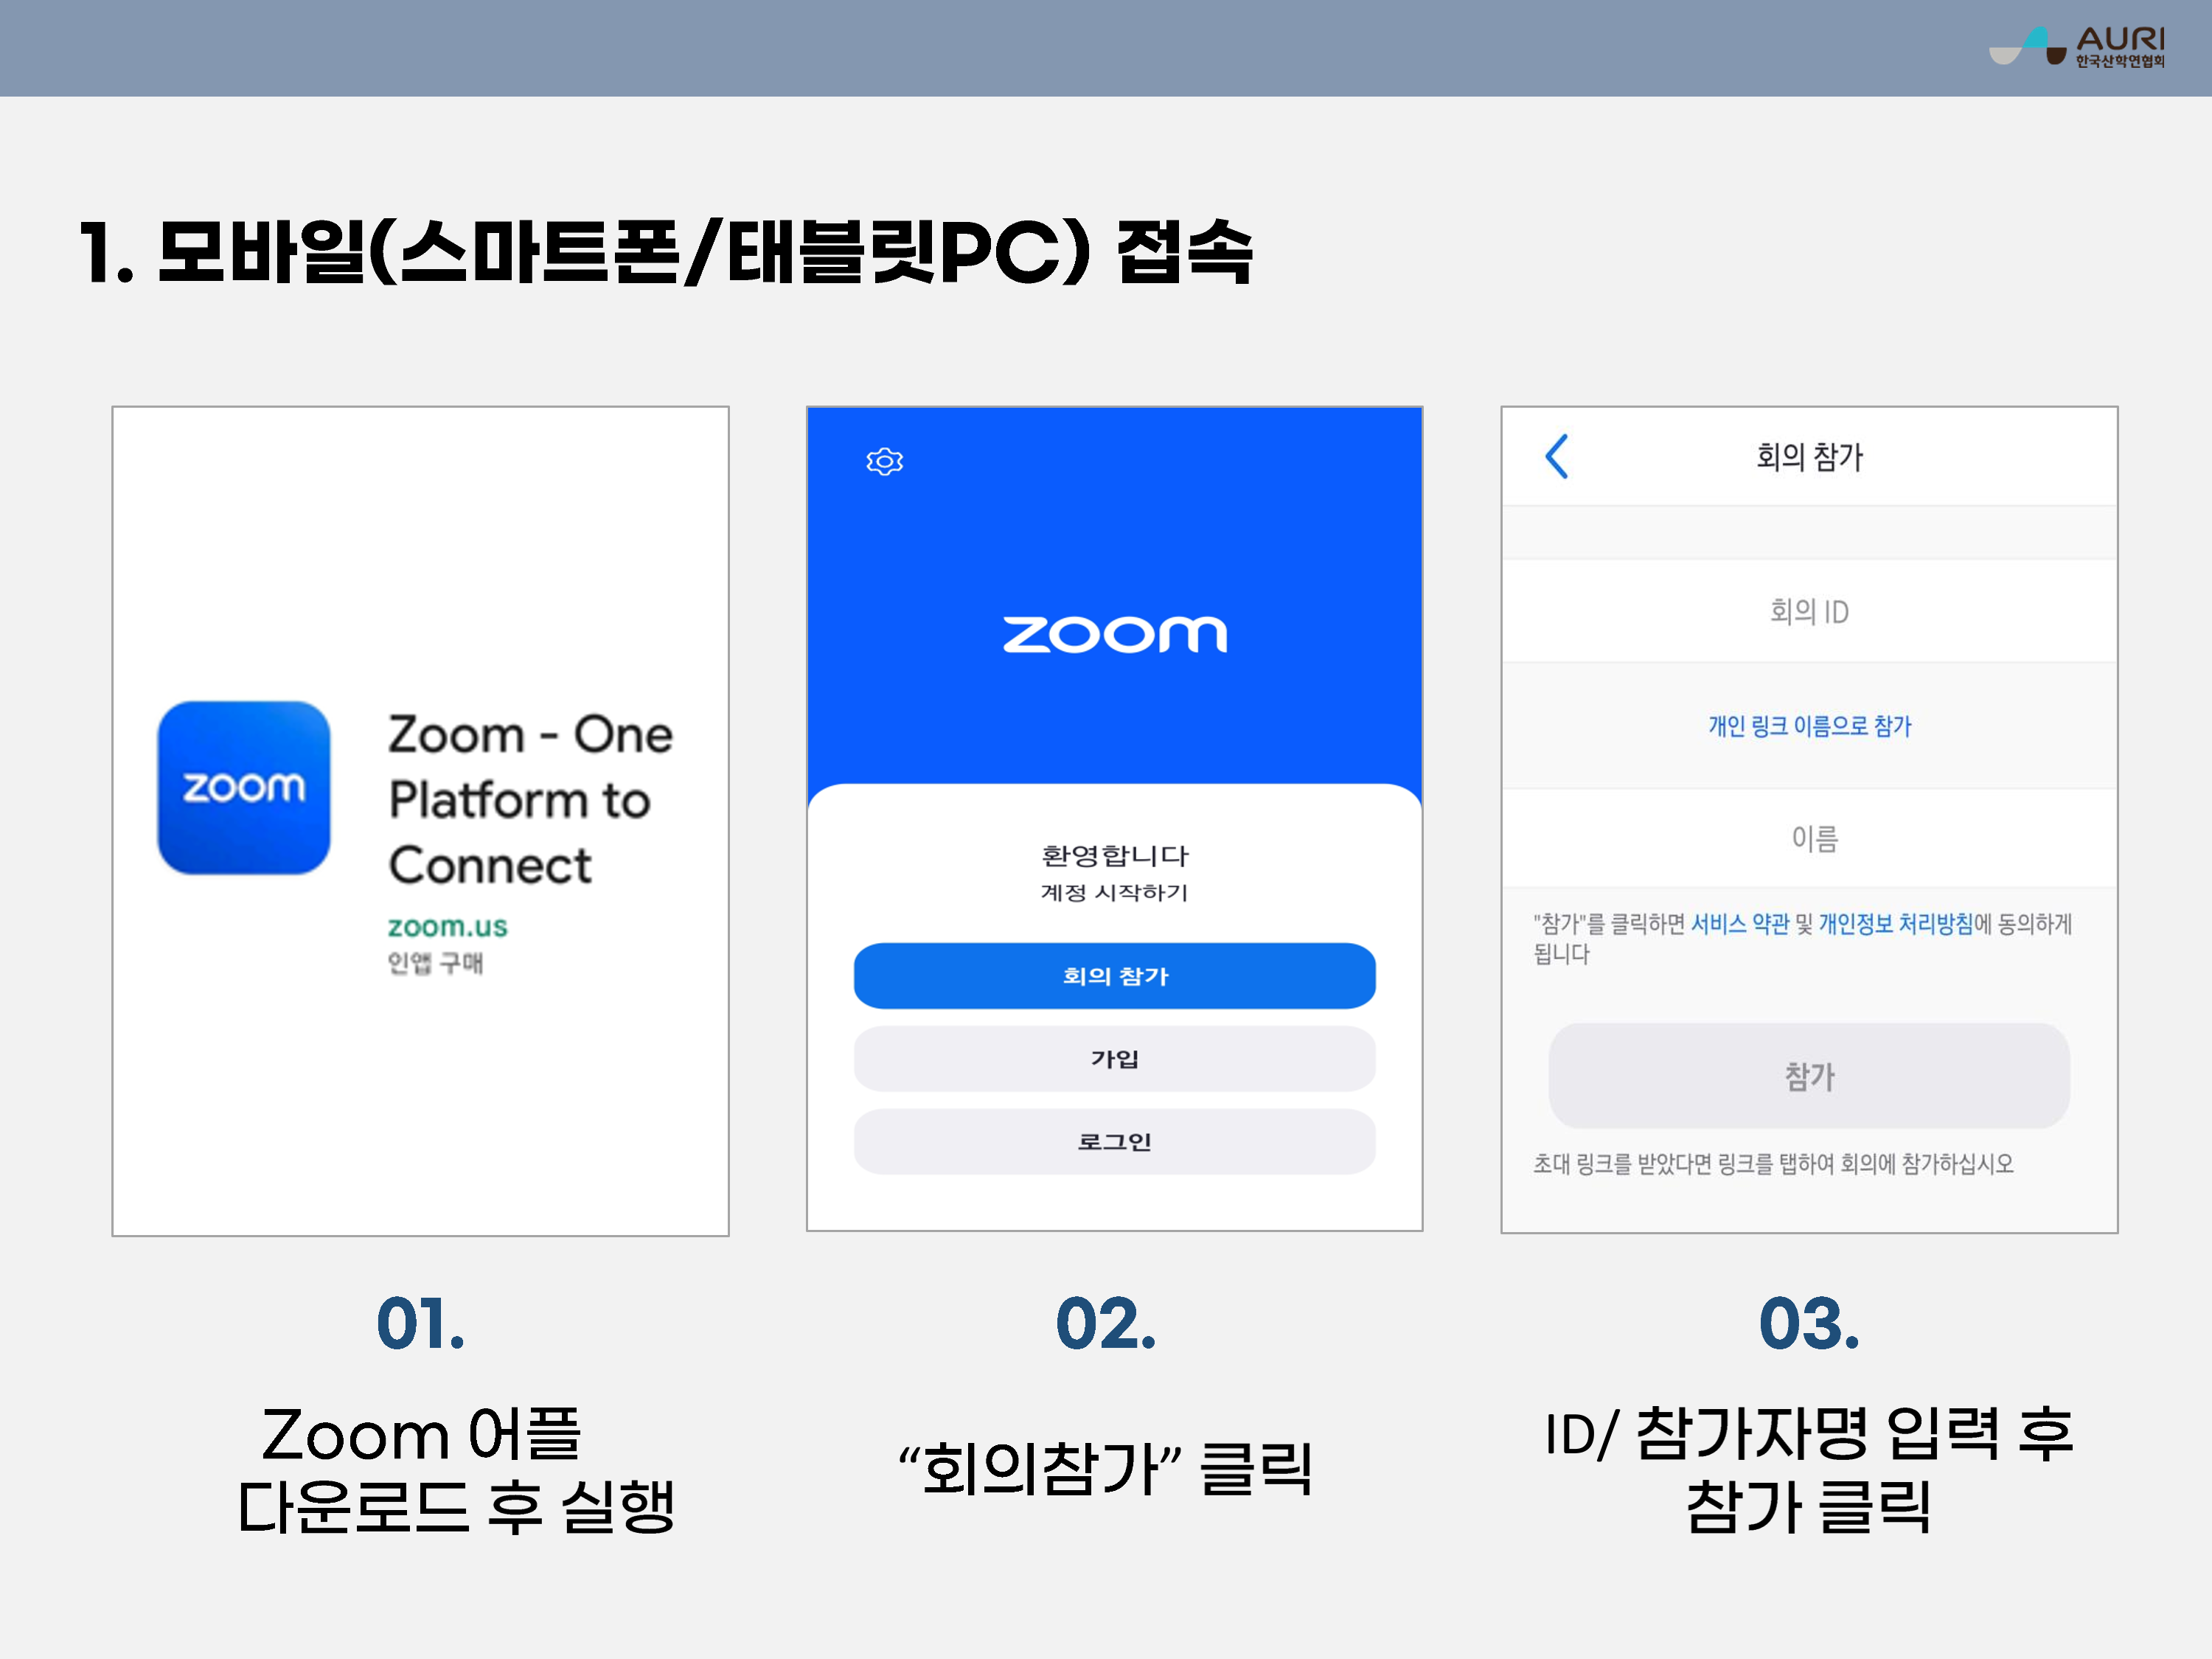 AURI
한국산학연협회
1. 모바일(스마트폰/태블릿PC) 접속
zoom
Zoom - One
Platform to
Connect
zoom.us
인앱 구매
01.
Zoom 어플
다운로드 후 실행
zoom
환영합니다
계정 시작하기
회의 참가
가입
로그인
02.
“회의참가” 클릭
회의 참가
회의 ID
개인 링크 이름으로 참가
이름
"참가"를 클릭하면 서비스 약관 및 개인정보 처리방침에 동의하게
됩니다
참가
초대 링크를 받았다면 링크를 탭하여 회의에 참가하십시오
03.
ID/ 참가자명 입력 후
참가 클릭